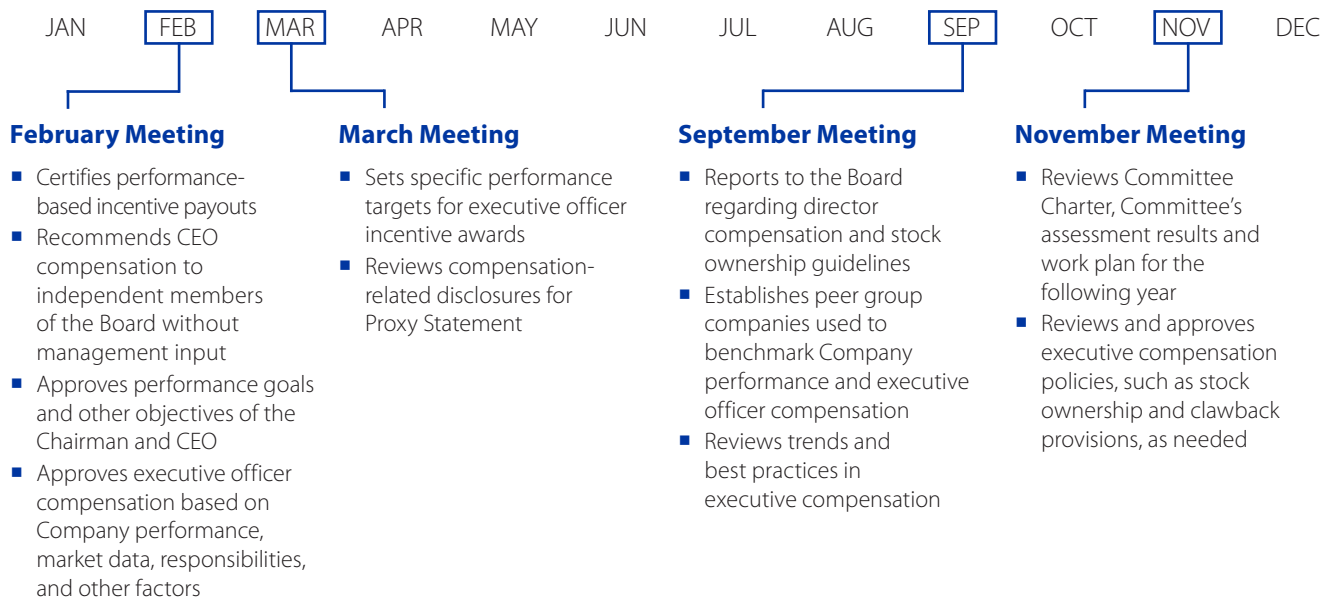 JAN FEB MAR APR MAY JUN JUL AUG SEP OCT NOV DEC
February Meeting
Certifies performance-
based incentive payouts
Recommends CEO
compensation to
independent members
of the Board without
management input
Approves performance goals
and other objectives of the
Chairman and CEO
Approves executive officer
compensation based on
Company performance,
market data, responsibilities,
and other factors
March Meeting
Sets specific performance
targets for executive officer
incentive awards
Reviews compensation-
related disclosures for
Proxy Statement
September Meeting
Reports to the Board
regarding director
compensation and stock
ownership guidelines
Establishes peer group
companies used to
benchmark Company
performance and executive
officer compensation
Reviews trends and
best practices in
executive compensation
November Meeting
Reviews Committee
Charter, Committee's
assessment results and
work plan for the
following year
Reviews and approves
executive compensation
policies, such as stock
ownership and clawback
provisions, as needed